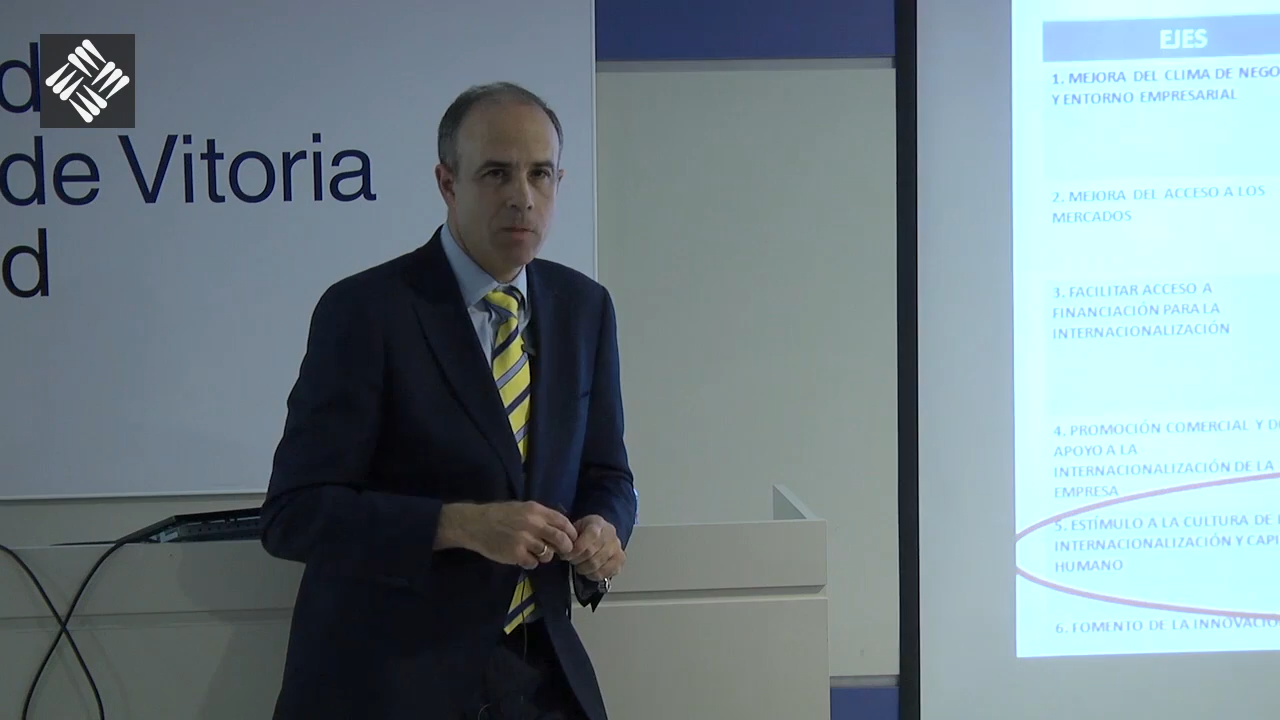 d
de Vitoria
d
EJES
1. MEJORA DEL CLIMA DE NEGO
Y ENTORNO EMPRESARIAL
2. MEJORA DEL ACCESO A LOS
MERCADOS
3. FACILITAR ACCESO A
FINANCIACIÓN PARA LA
INTERNACIONALIZACIÓN
4. PROMOCIÓN COMERCIAL Y DE
APOYO A LA
INTERNACIONALIZACIÓN DE LA
EMPRESA
5. ESTÍMULO A LA CULTURA DE
INTERNACIONALIZACIÓN Y CAPI
HUMANO
6. FOMENTO DE LA INNOVACIO